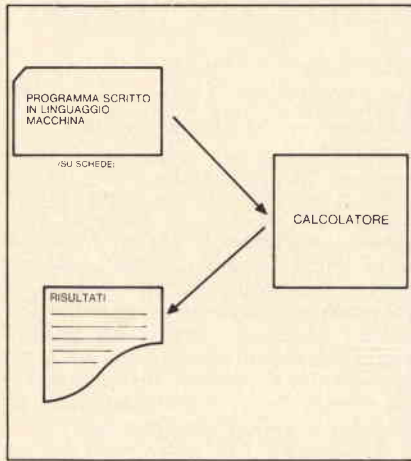 PROGRAMMA SCRITTO
IN LINGUAGGIO
MACCHINA
(SU SCHEDE)
CALCOLATORE
RISULTATI